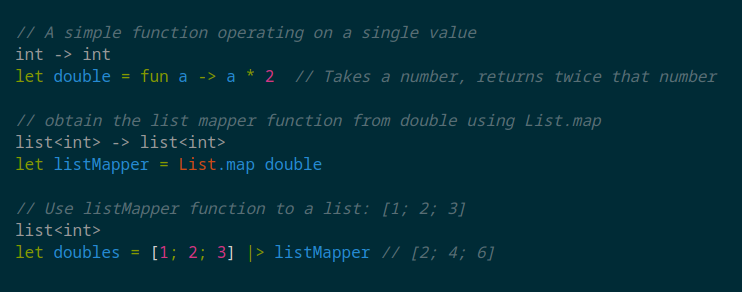 // A simple function operating on a single value
int -> int
let double = fun a -> a * 2  // Takes a number, returns twice that number
// obtain the list mapper function from double using List.map
list<int> -> list<int>
let listMapper = List.map double
// Use listMapper function to a list: [1; 2; 3]
list<int>
let doubles = [1; 2; 3] |> listMapper // [2; 4; 6]